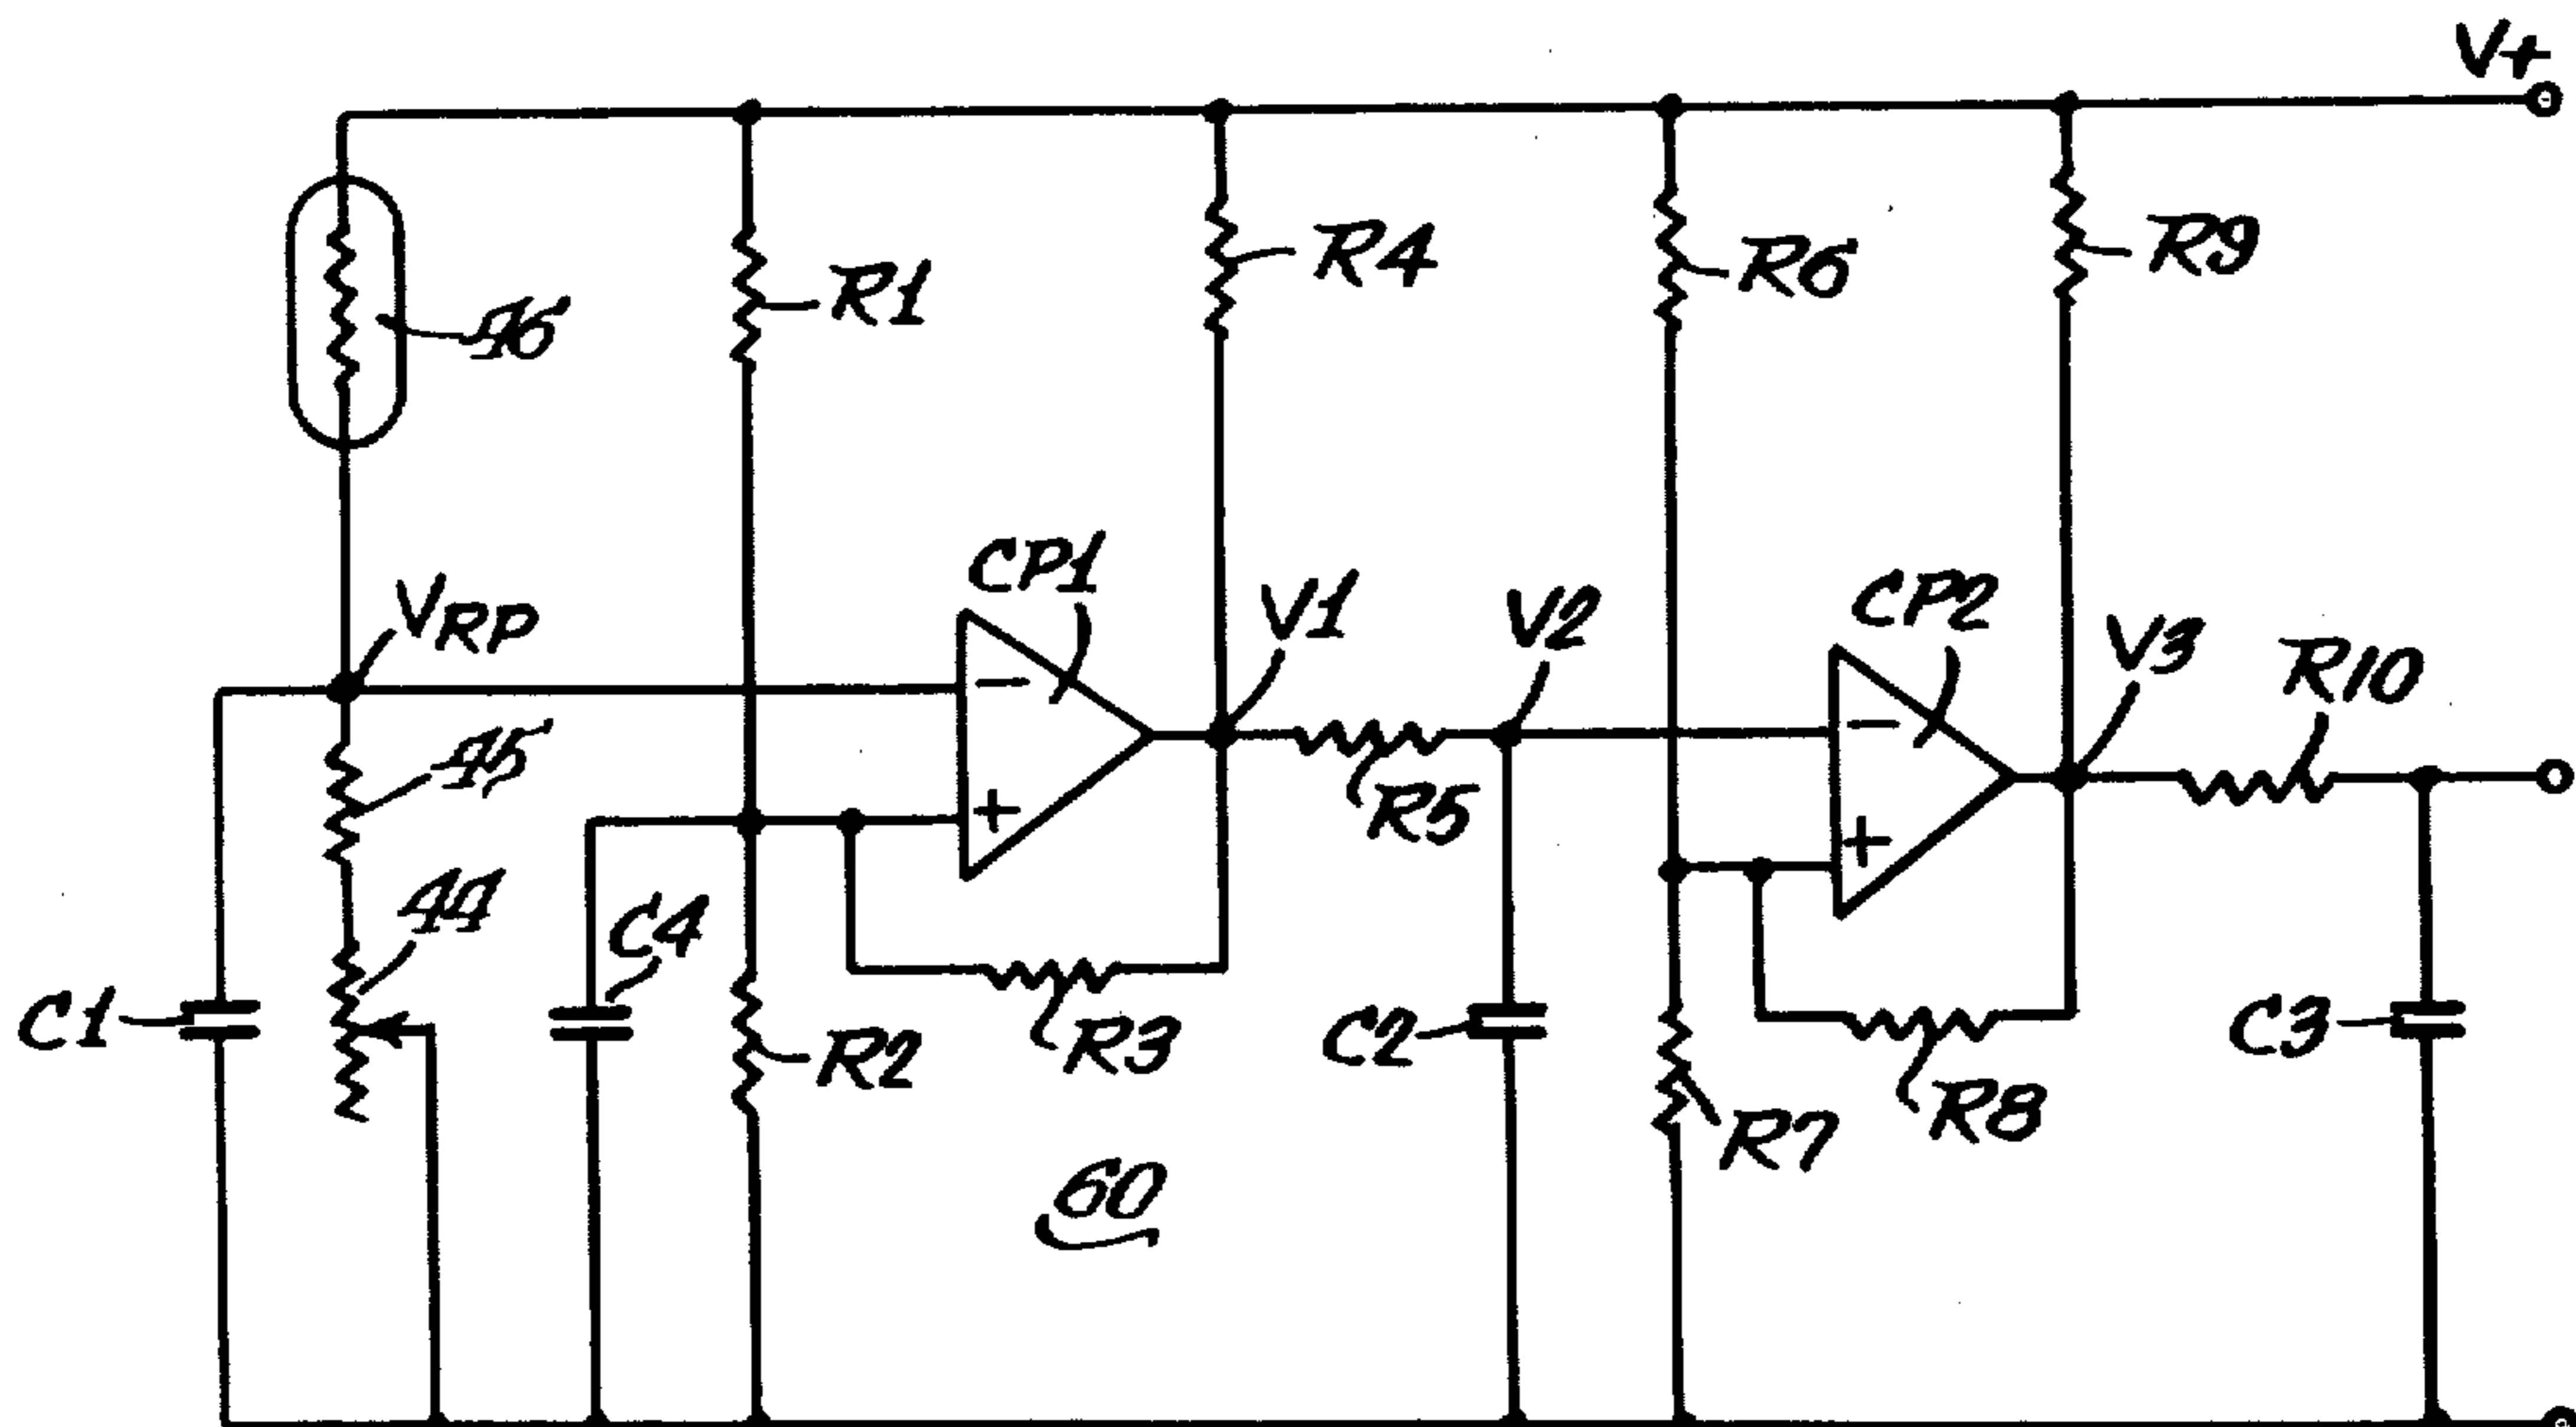 V+
R4
R6
R9
R1
46
CP1
VRP
V1
V2
CP2
V3
R10
45
R5
44
C4
C1
R2
R3
C2
C3
R7
R8
60
-
+
-
+